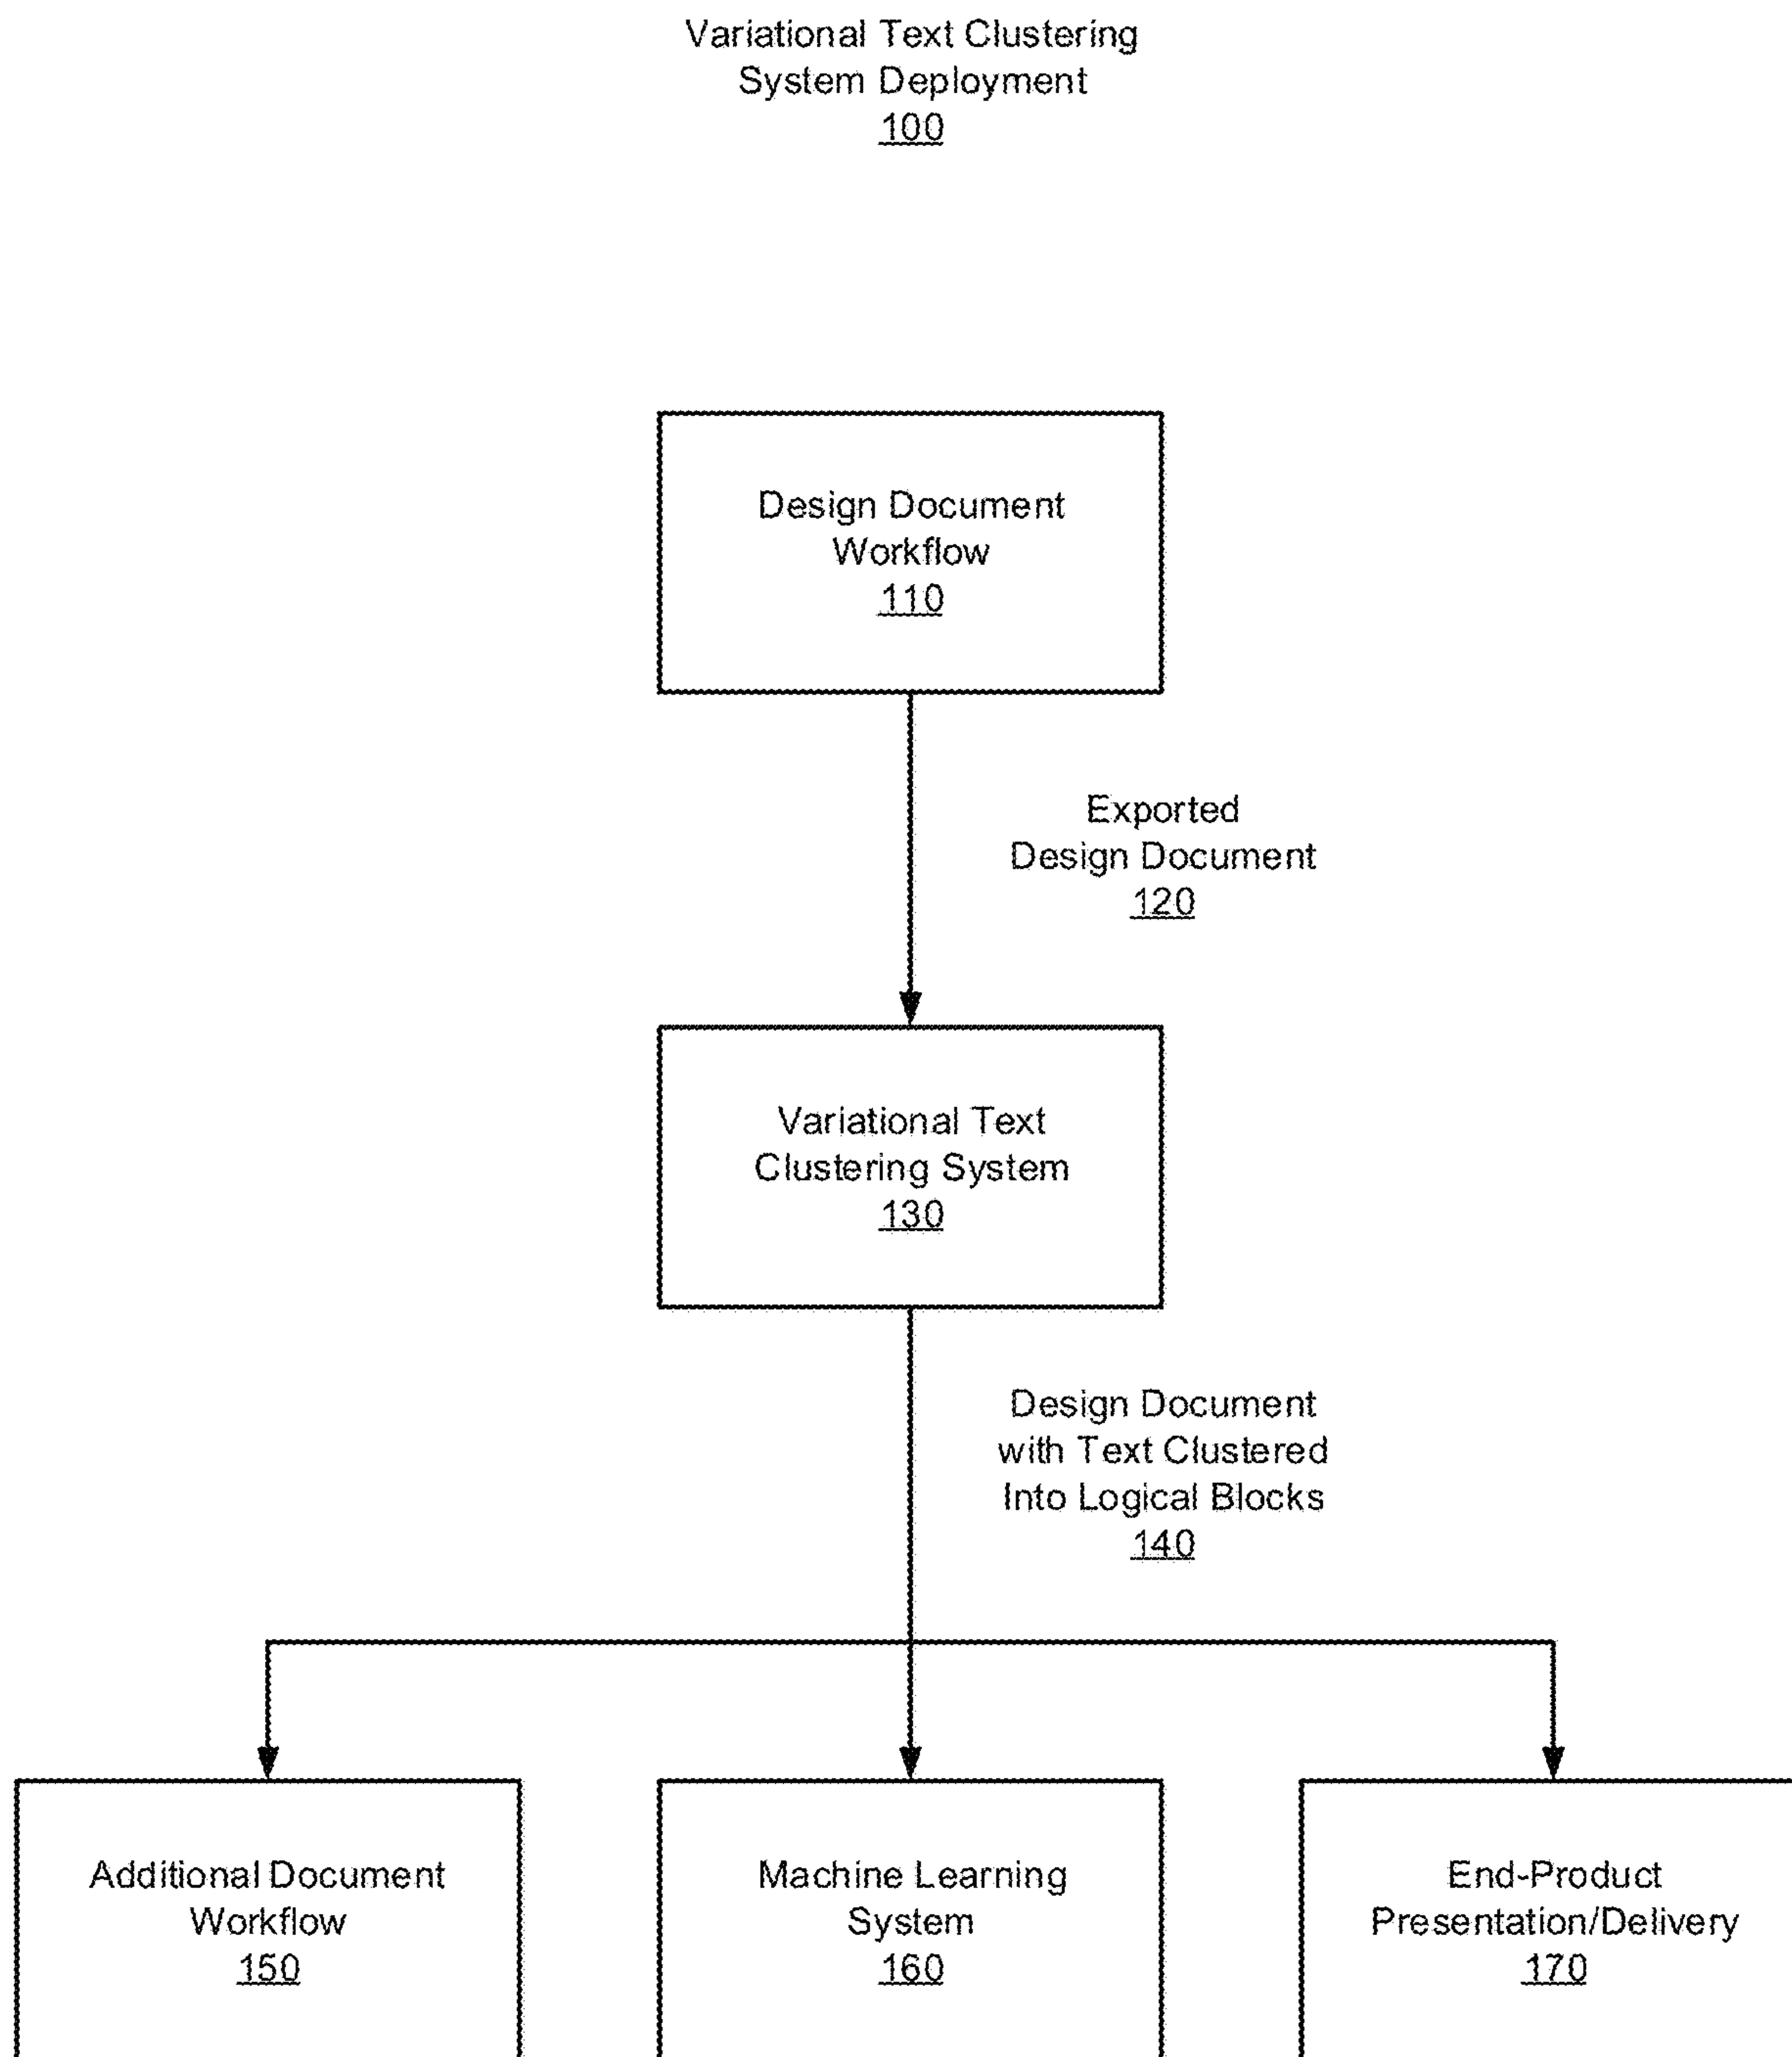 Variational Text Clustering
System Deployment
100
Design Document
Workflow
110
Exported
Design Document
120
Variational Text
Clustering System
130
Design Document
with Text Clustered
Into Logical Blocks
140
Additional Document
Workflow
150
Machine Learning
System
160
End-Product
Presentation/Delivery
170